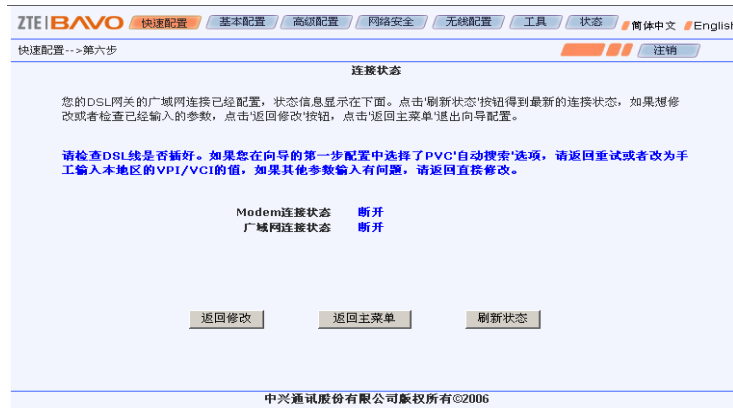 ZTE|BAVO 快速配置 基本配置 高级配置 网络安全 无线配置 工具 状态 简体中文 English
快速配置-->第六步 注销
连接状态
您的DSL网关的广域网连接已经配置，状态信息显示在下面。点击'刷新状态'按钮得到最新的连接状态，如果想修
改或者检查已经输入的参数，点击'返回修改'按钮，点击'返回主菜单'退出向导配置。
请检查DSL线是否插好。如果您在向导的第一步配置中选择了PVC'自动搜索'选项，请返回重试或者改为手
工输入本地区的VPI/VCI的值，如果其他参数输入有问题，请返回直接修改。
Modem连接状态 断开
广域网连接状态 断开
返回修改 返回主菜单 刷新状态
中兴通讯股份有限公司版权所有©2006